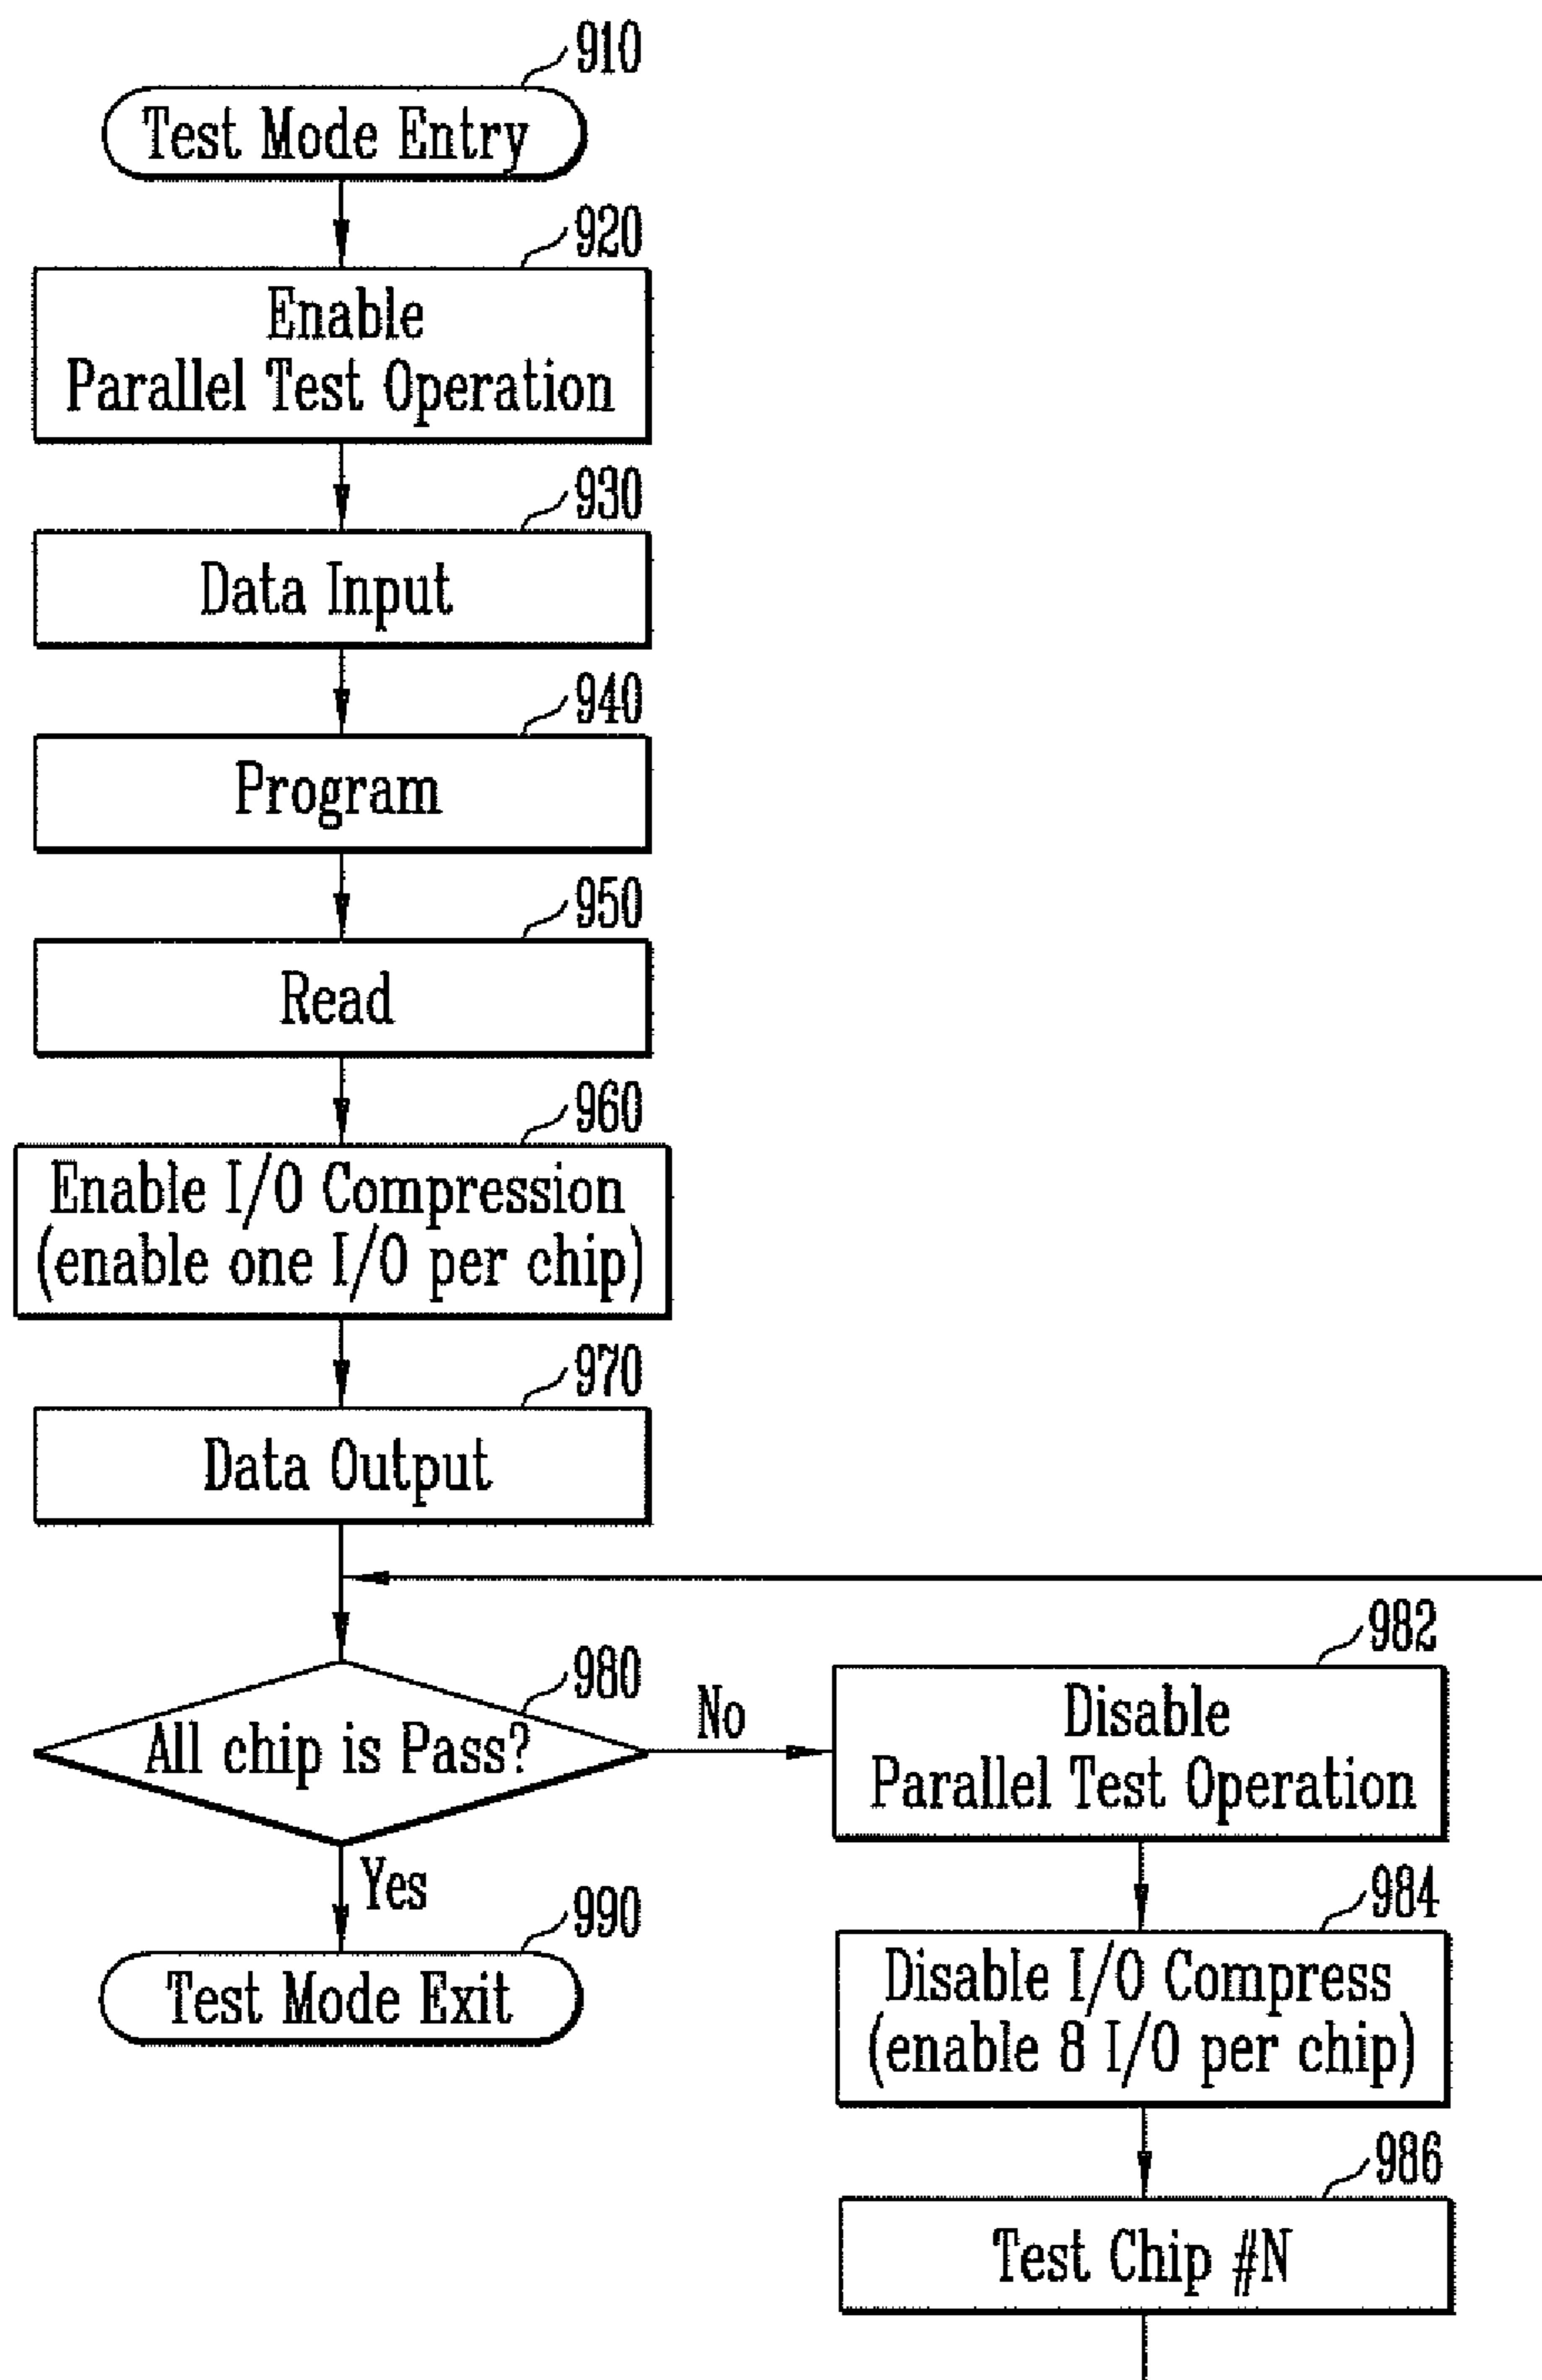 910
Test Mode Entry
920
Enable
Parallel Test Operation
930
Data Input
940
Program
950
Read
960
Enable I/O Compression
(enable one I/O per chip)
970
Data Output
980
All chip is Pass?
No
Yes
982
Disable
Parallel Test Operation
984
Disable I/O Compress
(enable 8 I/O per chip)
986
Test Chip #N
990
Test Mode Exit